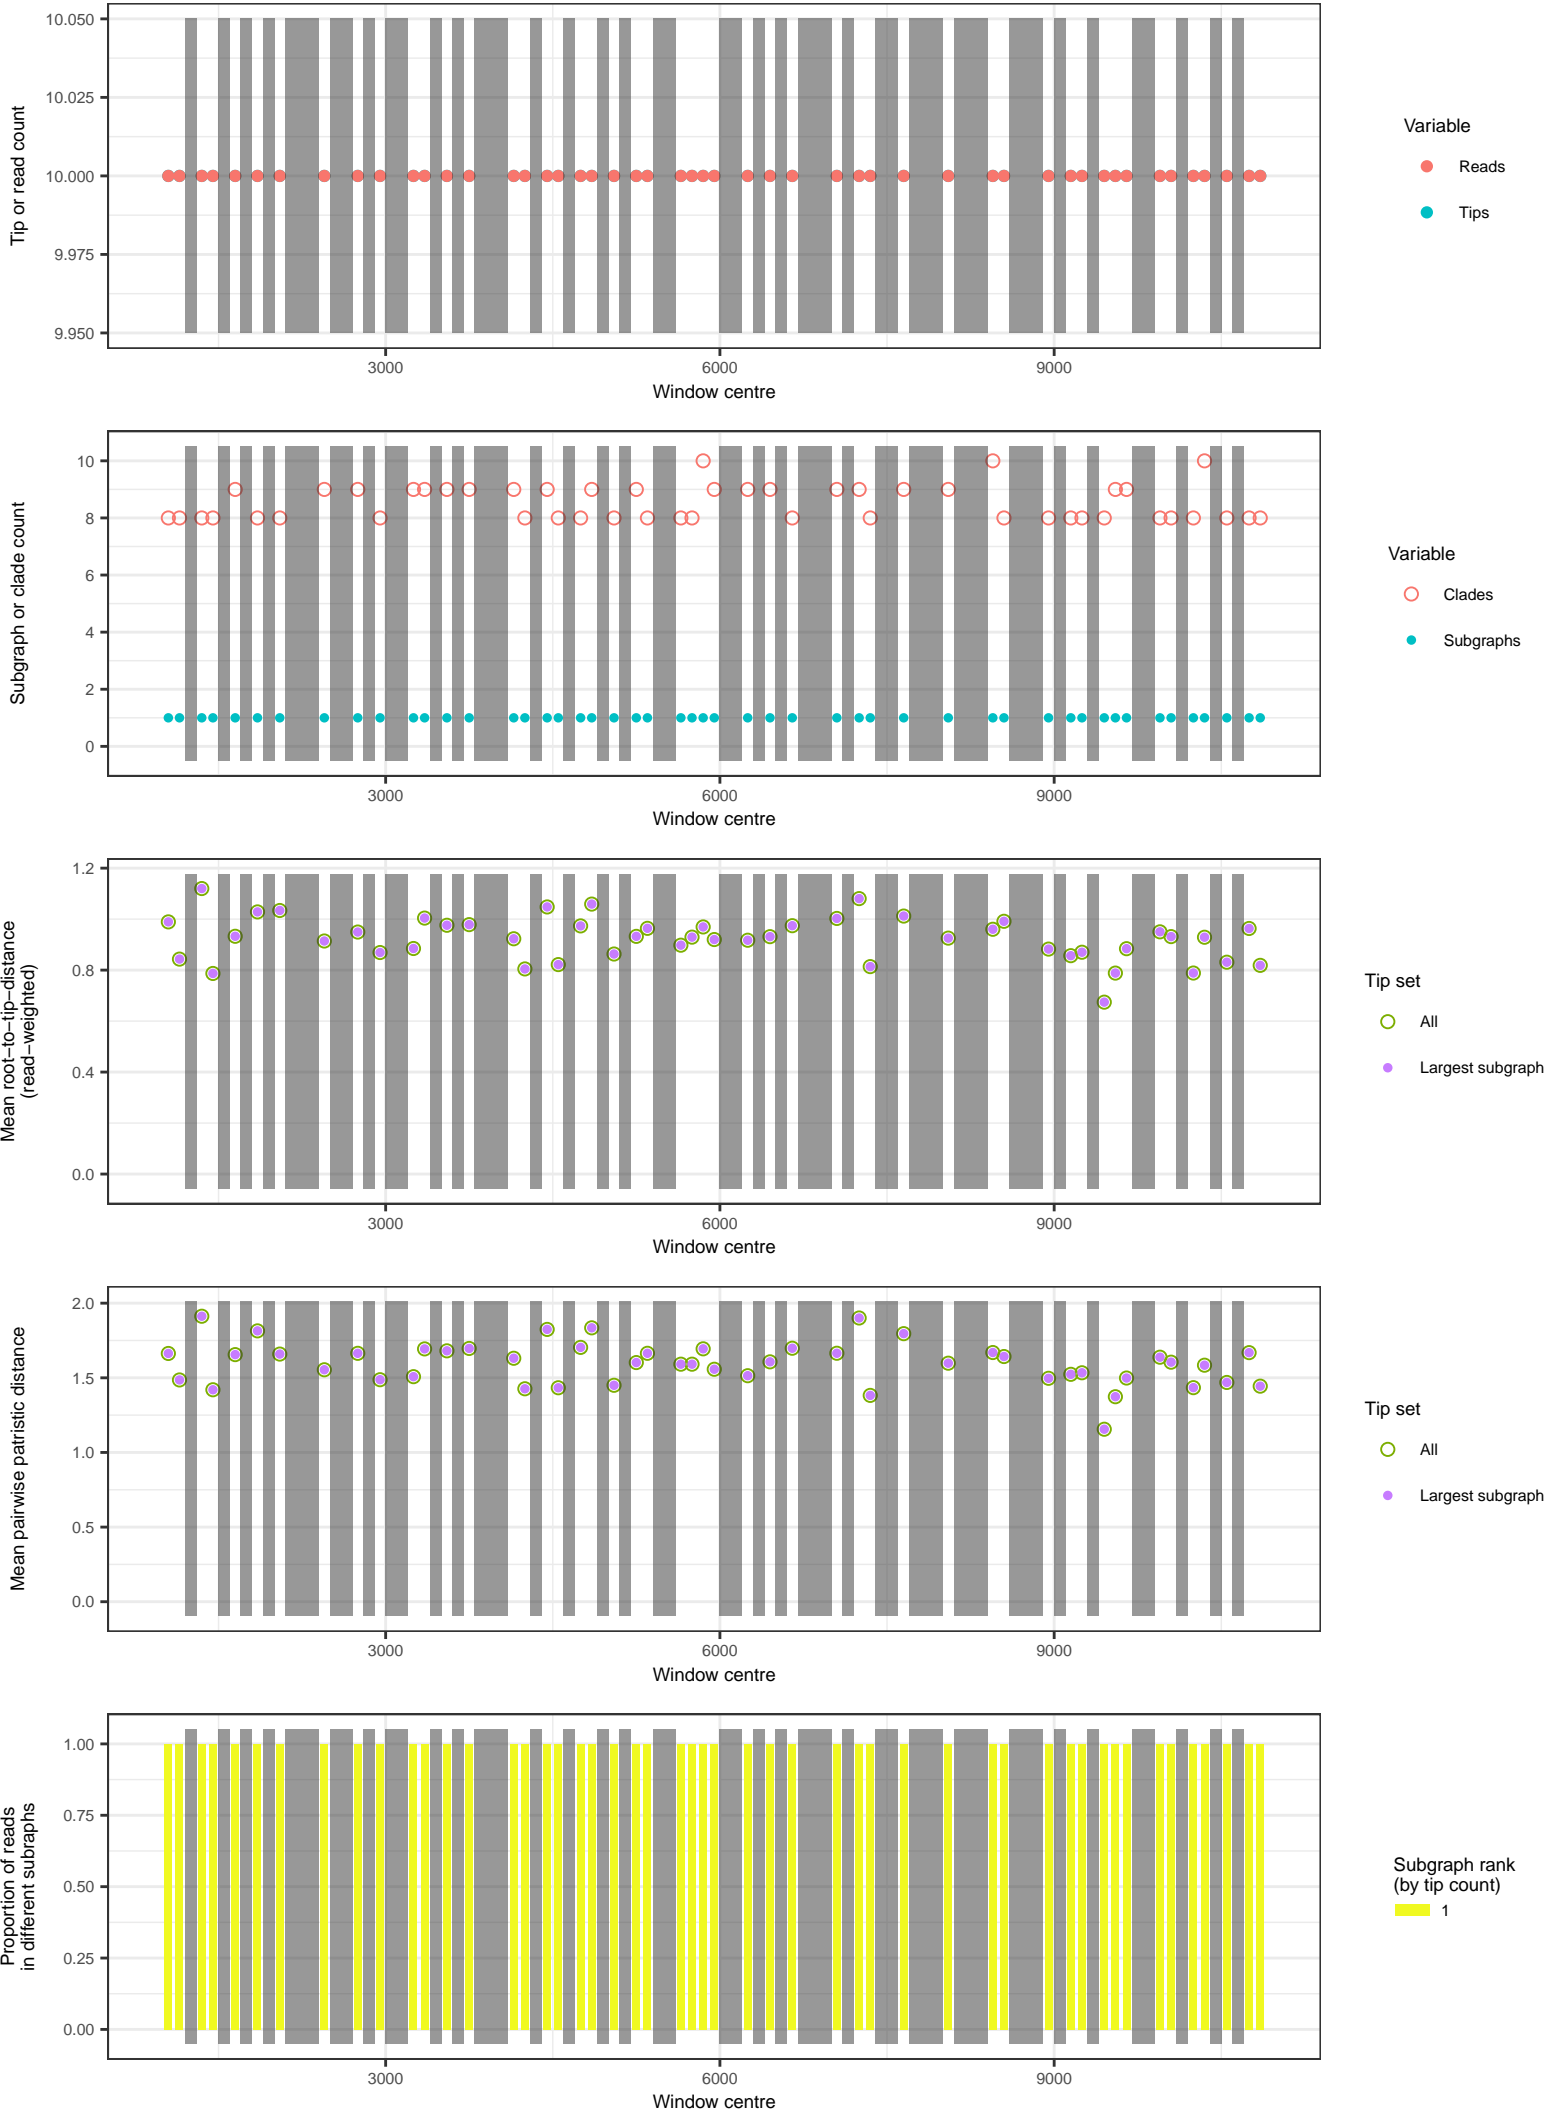 10.050
10.025
10.000
9.975
9.950
Tip or read count
3000
6000
9000
Window centre
Variable
Reads
Tips
10
8
6
4
2
0
Subgraph or clade count
3000
6000
9000
Window centre
Variable
Clades
Subgraphs
1.2
0.8
0.4
0.0
Mean root−to−tip−distance
(read−weighted)
3000
6000
9000
Window centre
Tip set
All
Largest subgraph
2.0
1.5
1.0
0.5
0.0
Mean pairwise patristic distance
3000
6000
9000
Window centre
Tip set
All
Largest subgraph
1.00
0.75
0.50
0.25
0.00
Proportion of reads
in different subraphs
3000
6000
9000
Window centre
Subgraph rank
(by tip count)
1